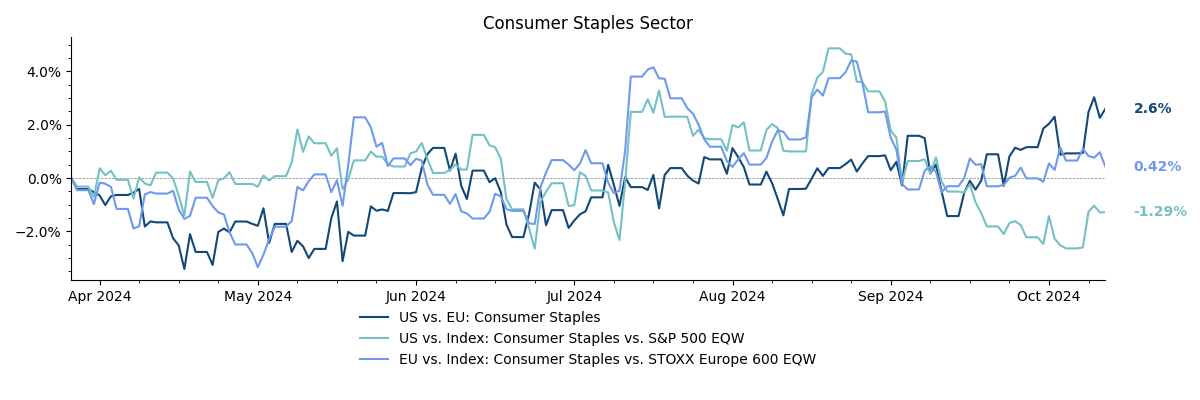 Consumer Staples Sector
4.0%
2.0%
0.0%
−2.0%
2.6%
0.42%
-1.29%
Apr 2024 May 2024 Jun 2024 Jul 2024 Aug 2024 Sep 2024 Oct 2024
US vs. EU: Consumer Staples
US vs. Index: Consumer Staples vs. S&P 500 EQW
EU vs. Index: Consumer Staples vs. STOXX Europe 600 EQW